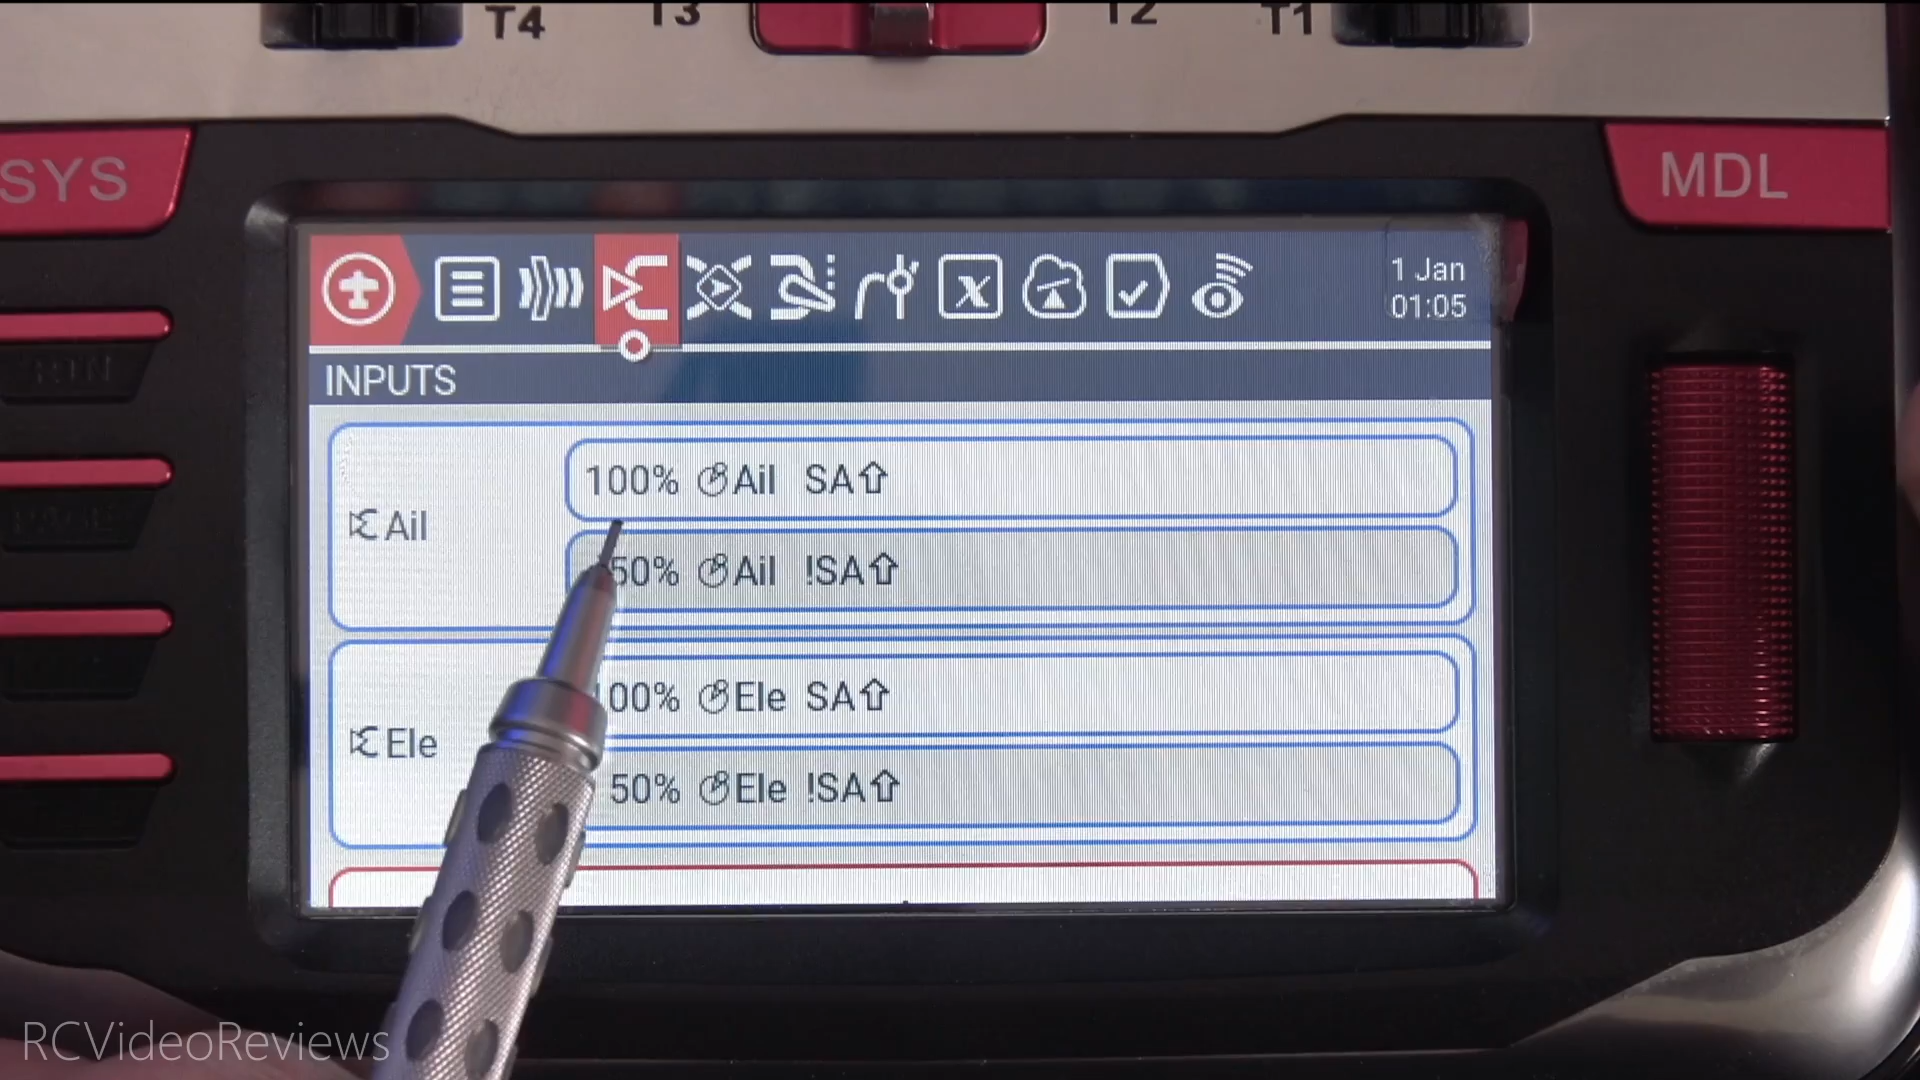 T4 T3 T2 T1
SYS
MDL
1 Jan
01:05
INPUTS
Ail
100% Ail SA⇧
50% Ail !SA⇧
Ele
100% Ele SA⇧
50% Ele !SA⇧
RCVideoReviews